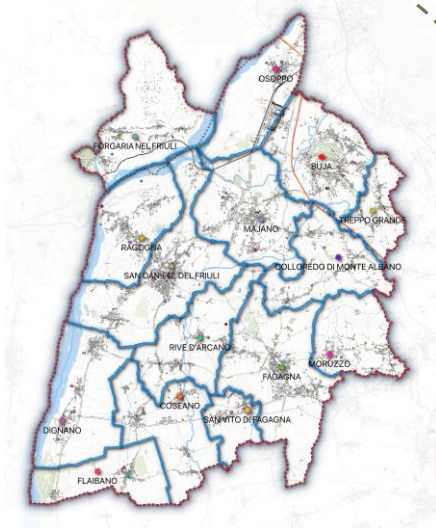 OSOPPO
FORGARIA NEL FRIULI
BUJA
TREPPO GRANDE
MAJANO
RAGOGNA
COLLOREDO DI MONTE ALBANO
SAN DANIELE DEL FRIULI
RIVE D'ARCANO
MORUZZO
FAGAGNA
COSEANO
SAN VITO DI FAGAGNA
DIGNANO
FLAIBANO